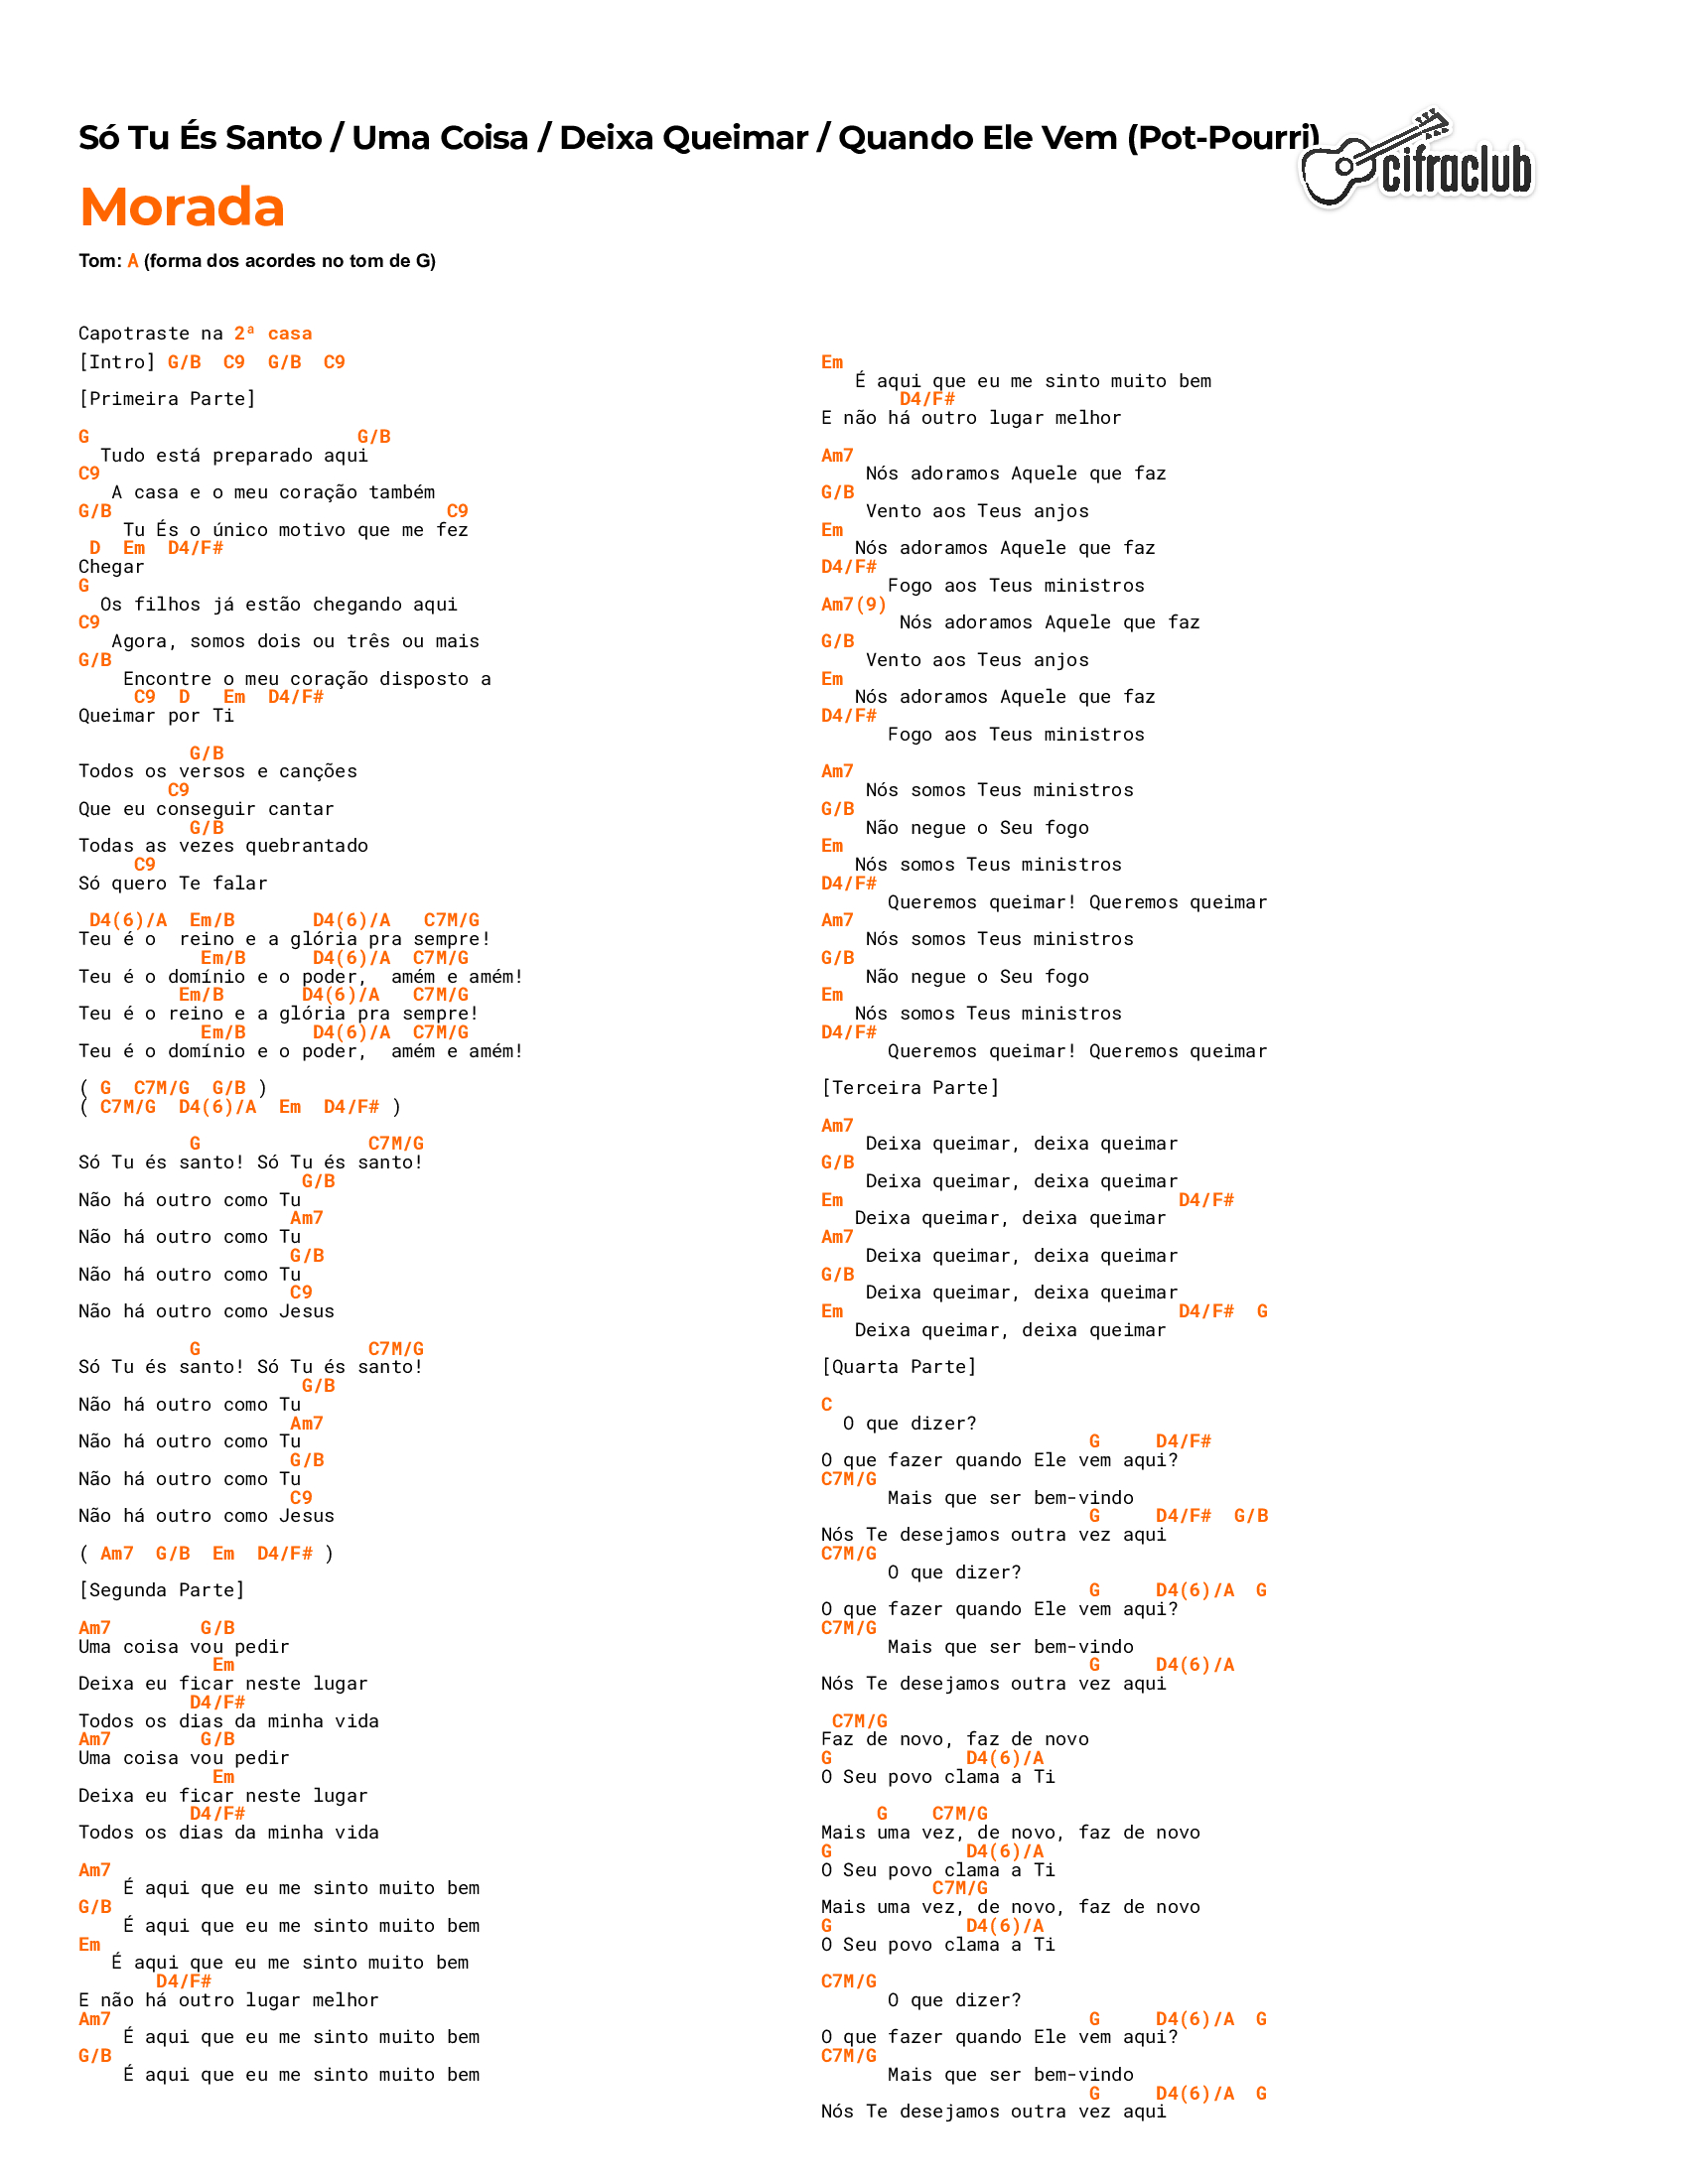 Só Tu És Santo / Uma Coisa / Deixa Queimar / Quando Ele Vem (Pot-Pourri)
cifraclub
Morada
Tom: A (forma dos acordes no tom de G)
Capotraste na 2ª casa
[Intro] G/B  C9  G/B  C9
[Primeira Parte]
G                        G/B
  Tudo está preparado aqui
C9
   A casa e o meu coração também
G/B                              C9
    Tu És o único motivo que me fez
 D  Em  D4/F#
Chegar
G
  Os filhos já estão chegando aqui
C9
   Agora, somos dois ou três ou mais
G/B
    Encontre o meu coração disposto a
     C9  D   Em  D4/F#
Queimar por Ti
          G/B
Todos os versos e canções
        C9
Que eu conseguir cantar
          G/B
Todas as vezes quebrantado
     C9
Só quero Te falar
 D4(6)/A  Em/B       D4(6)/A   C7M/G
Teu é o  reino e a glória pra sempre!
           Em/B      D4(6)/A  C7M/G
Teu é o domínio e o poder,  amém e amém!
         Em/B       D4(6)/A   C7M/G
Teu é o reino e a glória pra sempre!
           Em/B      D4(6)/A  C7M/G
Teu é o domínio e o poder,  amém e amém!
( G  C7M/G  G/B )
( C7M/G  D4(6)/A  Em  D4/F# )
          G               C7M/G
Só Tu és santo! Só Tu és santo!
                    G/B
Não há outro como Tu
                   Am7
Não há outro como Tu
                   G/B
Não há outro como Tu
                   C9
Não há outro como Jesus
          G               C7M/G
Só Tu és santo! Só Tu és santo!
                    G/B
Não há outro como Tu
                   Am7
Não há outro como Tu
                   G/B
Não há outro como Tu
                   C9
Não há outro como Jesus
( Am7  G/B  Em  D4/F# )
[Segunda Parte]
Am7        G/B
Uma coisa vou pedir
            Em
Deixa eu ficar neste lugar
          D4/F#
Todos os dias da minha vida
Am7        G/B
Uma coisa vou pedir
            Em
Deixa eu ficar neste lugar
          D4/F#
Todos os dias da minha vida
Am7
    É aqui que eu me sinto muito bem
G/B
    É aqui que eu me sinto muito bem
Em
   É aqui que eu me sinto muito bem
       D4/F#
E não há outro lugar melhor
Am7
    É aqui que eu me sinto muito bem
G/B
    É aqui que eu me sinto muito bem
Em
   É aqui que eu me sinto muito bem
       D4/F#
E não há outro lugar melhor
Am7
    Nós adoramos Aquele que faz
G/B
    Vento aos Teus anjos
Em
   Nós adoramos Aquele que faz
D4/F#
      Fogo aos Teus ministros
Am7(9)
       Nós adoramos Aquele que faz
G/B
    Vento aos Teus anjos
Em
   Nós adoramos Aquele que faz
D4/F#
      Fogo aos Teus ministros
Am7
    Nós somos Teus ministros
G/B
    Não negue o Seu fogo
Em
   Nós somos Teus ministros
D4/F#
      Queremos queimar! Queremos queimar
Am7
    Nós somos Teus ministros
G/B
    Não negue o Seu fogo
Em
   Nós somos Teus ministros
D4/F#
      Queremos queimar! Queremos queimar
[Terceira Parte]
Am7
    Deixa queimar, deixa queimar
G/B
    Deixa queimar, deixa queimar
Em                              D4/F#
   Deixa queimar, deixa queimar
Am7
    Deixa queimar, deixa queimar
G/B
    Deixa queimar, deixa queimar
Em                              D4/F#  G
   Deixa queimar, deixa queimar
[Quarta Parte]
C
  O que dizer?
                        G     D4/F#
O que fazer quando Ele vem aqui?
C7M/G
      Mais que ser bem-vindo
                        G     D4/F#  G/B
Nós Te desejamos outra vez aqui
C7M/G
      O que dizer?
                        G     D4(6)/A  G
O que fazer quando Ele vem aqui?
C7M/G
      Mais que ser bem-vindo
                        G     D4(6)/A
Nós Te desejamos outra vez aqui
 C7M/G
Faz de novo, faz de novo
G            D4(6)/A
O Seu povo clama a Ti
     G    C7M/G
Mais uma vez, de novo, faz de novo
G            D4(6)/A
O Seu povo clama a Ti
          C7M/G
Mais uma vez, de novo, faz de novo
G            D4(6)/A
O Seu povo clama a Ti
C7M/G
      O que dizer?
                        G     D4(6)/A  G
O que fazer quando Ele vem aqui?
C7M/G
      Mais que ser bem-vindo
                        G     D4(6)/A  G
Nós Te desejamos outra vez aqui